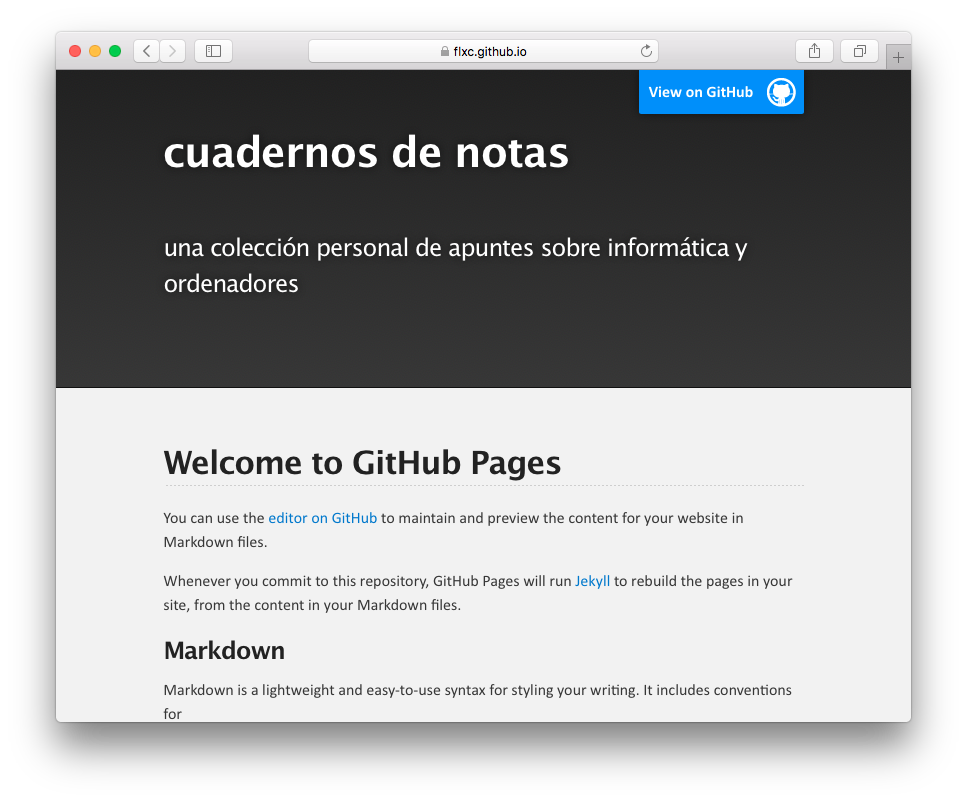 flxc.github.io
View on GitHub
cuadernos de notas
una colección personal de apuntes sobre informática y
ordenadores
Welcome to GitHub Pages
You can use the editor on GitHub to maintain and preview the content for your website in
Markdown files.
Whenever you commit to this repository, GitHub Pages will run Jekyll to rebuild the pages in your
site, from the content in your Markdown files.
Markdown
Markdown is a lightweight and easy-to-use syntax for styling your writing. It includes conventions
for